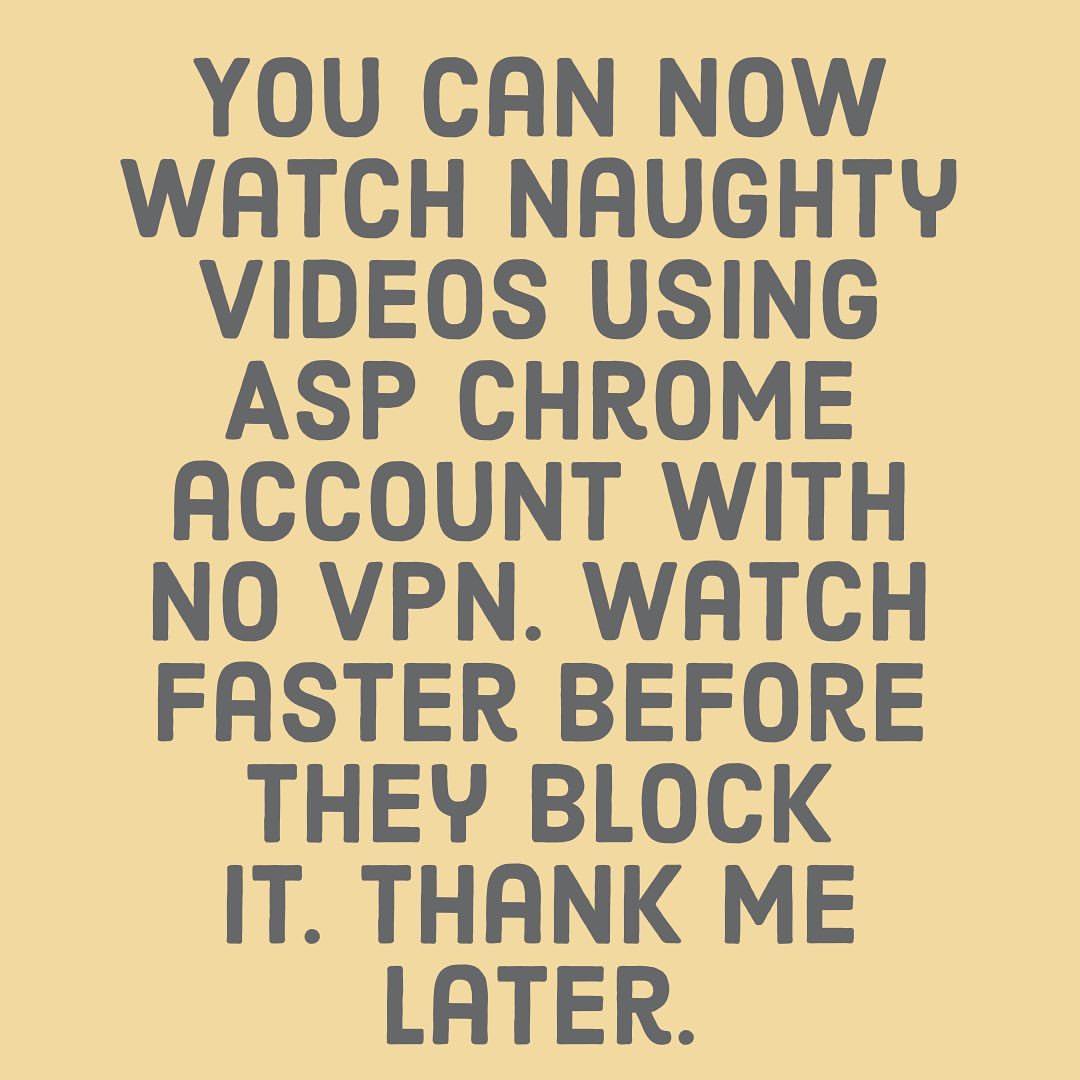 YOU CAN NOW
WATCH NAUGHTY
VIDEOS USING
ASP CHROME
ACCOUNT WITH
NO VPN. WATCH
FASTER BEFORE
THEY BLOCK
IT. THANK ME
LATER.